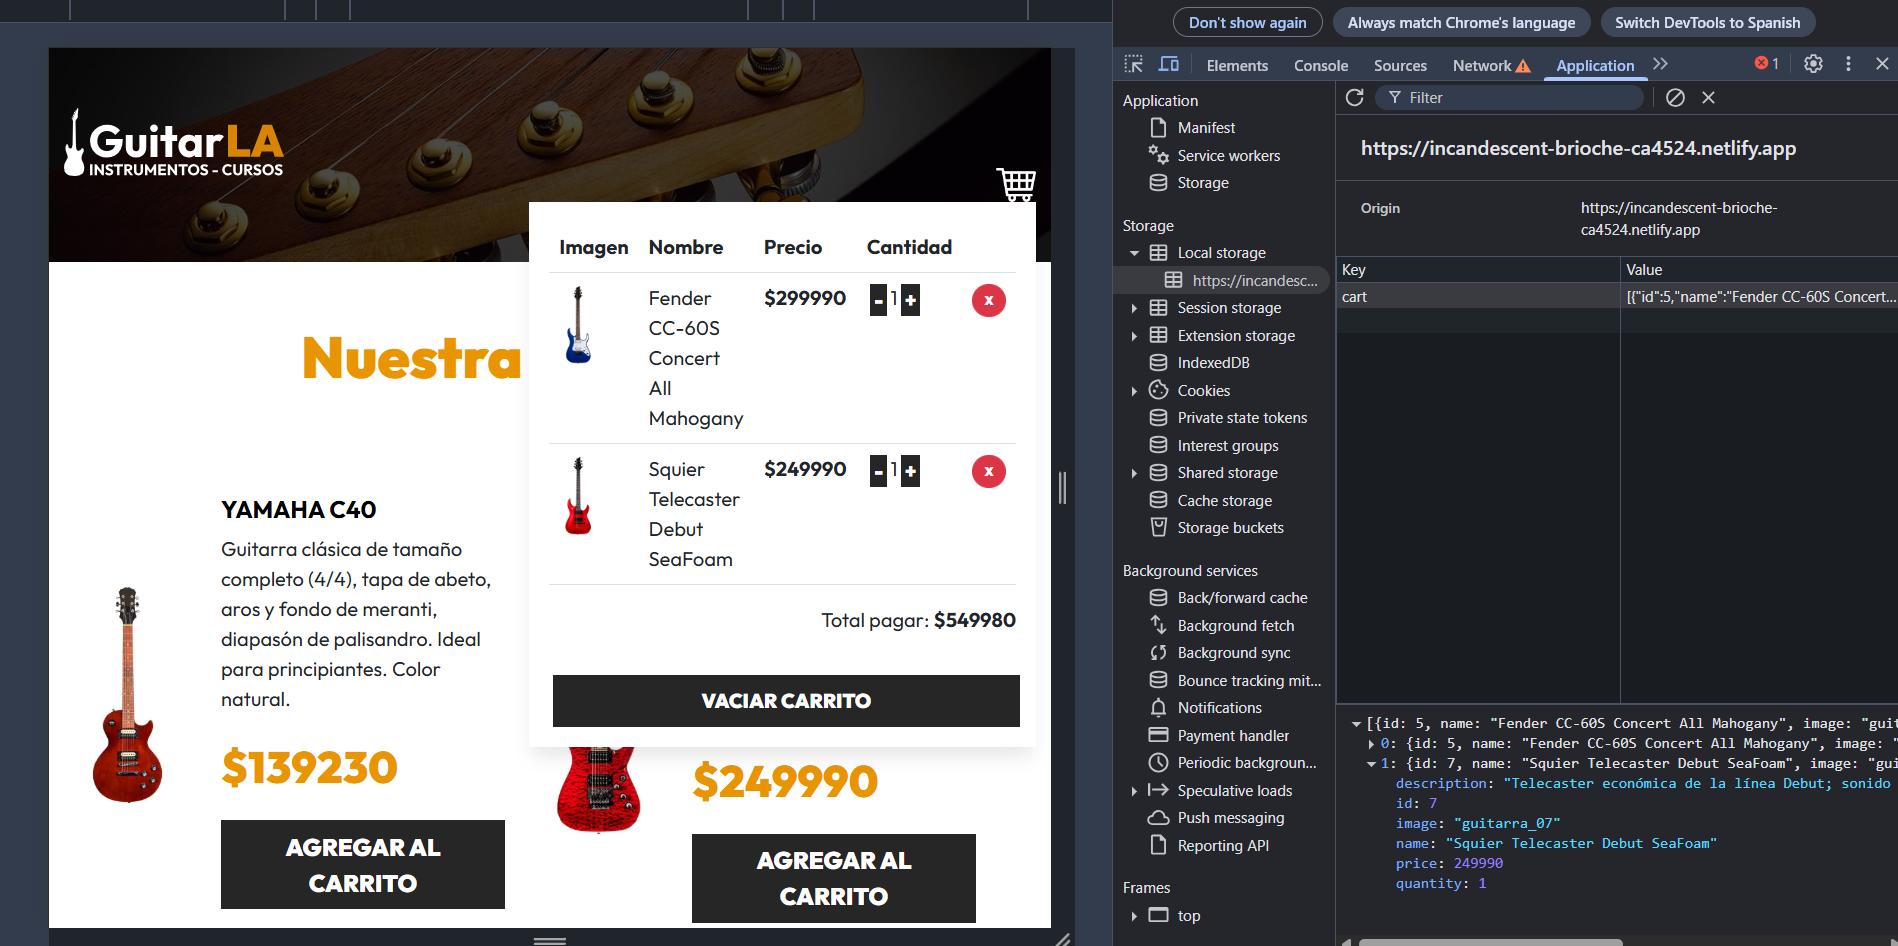 GuitarLA
INSTRUMENTOS - CURSOS
Imagen Nombre Precio Cantidad
Fender CC-60S Concert All Mahogany
$299990
- 1 +
x
Squier Telecaster Debut SeaFoam
$249990
- 1 +
x
Total pagar: $549980
VACIAR CARRITO
Nuestra
YAMAHA C40
Guitarra clásica de tamaño
completo (4/4), tapa de abeto,
aros y fondo de meranti,
diapasón de palisandro. Ideal
para principiantes. Color
natural.
$139230
AGREGAR AL
CARRITO
$249990
AGREGAR AL
CARRITO
Don't show again
Always match Chrome's language
Switch DevTools to Spanish
Elements Console Sources Network Application 1
Application
Manifest
Service workers
Storage
Storage
Local storage
https://incandesc...
Session storage
Extension storage
IndexedDB
Cookies
Private state tokens
Interest groups
Shared storage
Cache storage
Storage buckets
Background services
Back/forward cache
Background fetch
Background sync
Bounce tracking mit...
Notifications
Payment handler
Periodic backgroun...
Speculative loads
Push messaging
Reporting API
Frames
top
Filter
https://incandescent-brioche-ca4524.netlify.app
Origin
https://incandescent-brioche-
ca4524.netlify.app
Key Value
cart [{"id":5,"name":"Fender CC-60S Concert...
[{id: 5, name: "Fender CC-60S Concert All Mahogany", image: "guit
0: {id: 5, name: "Fender CC-60S Concert All Mahogany", image: "
1: {id: 7, name: "Squier Telecaster Debut SeaFoam", image: "gui
description: "Telecaster económica de la línea Debut; sonido
id: 7
image: "guitarra_07"
name: "Squier Telecaster Debut SeaFoam"
price: 249990
quantity: 1